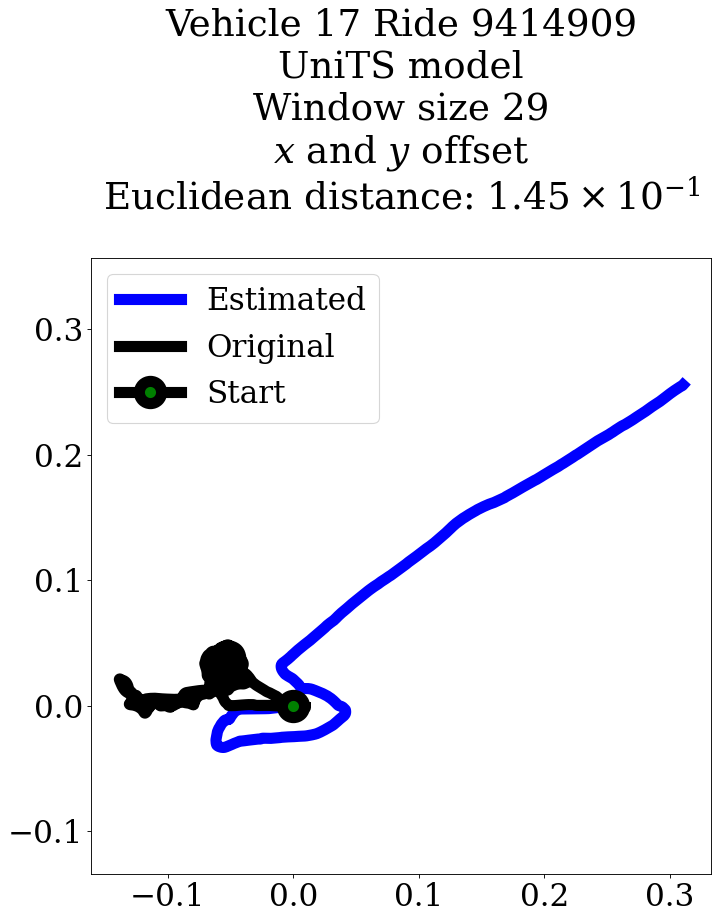 Vehicle 17 Ride 9414909
UniTS model
Window size 29
x and y offset
Euclidean distance: 1.45 × 10⁻¹
Estimated
Original
Start
0.3
0.2
0.1
0.0
−0.1
−0.1 0.0 0.1 0.2 0.3